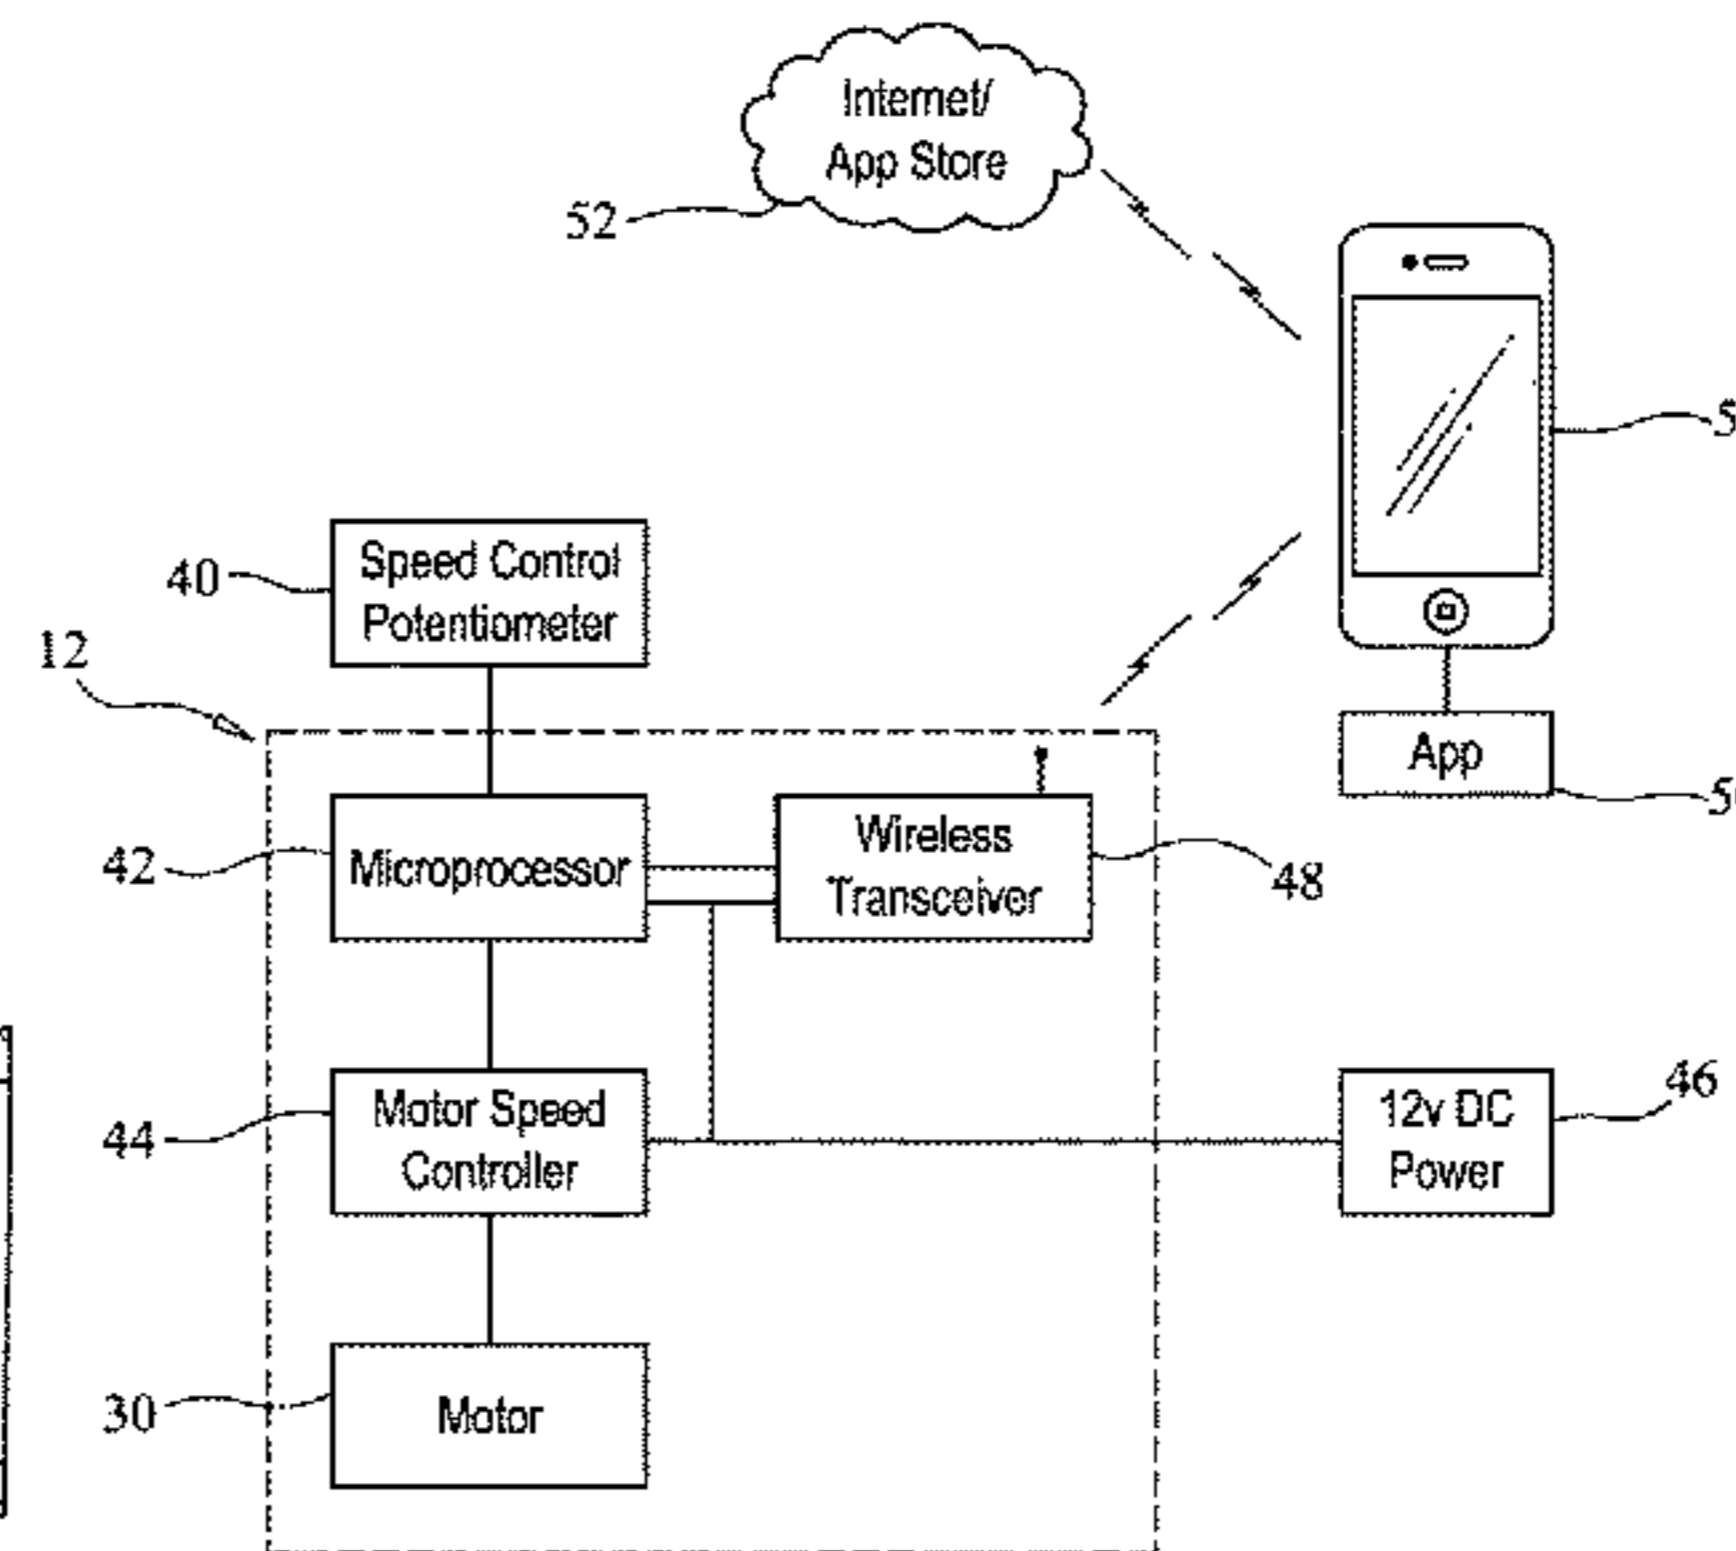 Internet/
App Store
52
40
Speed Control
Potentiometer
12
App
42
Microprocessor
Wireless
Transceiver
48
44
Motor Speed
Controller
12v DC
Power
46
30
Motor